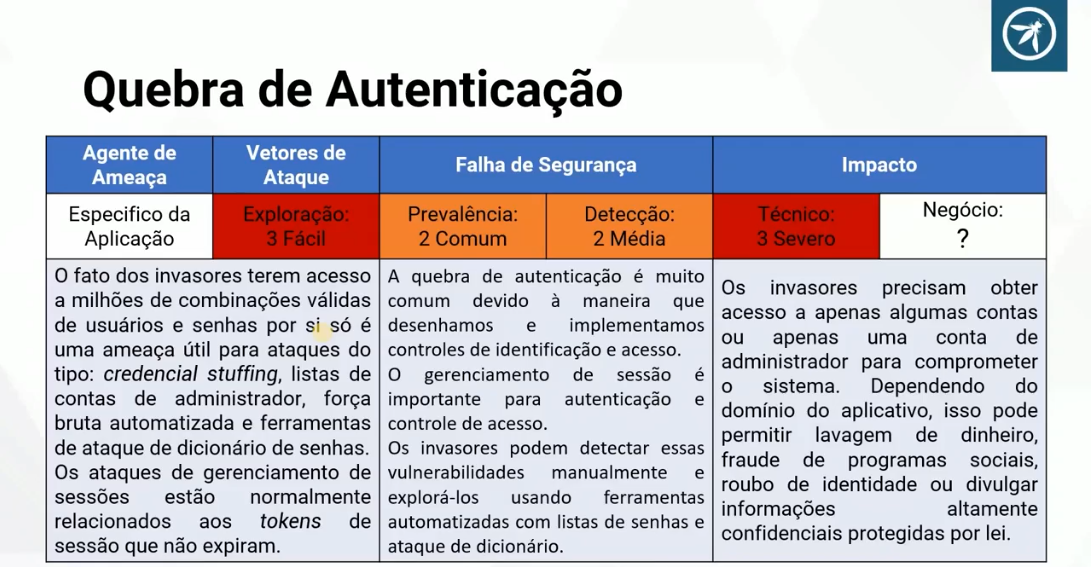 Quebra de Autenticação
Agente de
Ameaça
Vetores de
Ataque
Falha de Segurança
Impacto
Especifico da
Aplicação
Exploração:
3 Fácil
Prevalência:
2 Comum
Detecção:
2 Média
Técnico:
3 Severo
Negócio:
?
O fato dos invasores terem acesso
a milhões de combinações válidas
de usuários e senhas por si só é
uma ameaça útil para ataques do
tipo: credencial stuffing, listas de
contas de administrador, força
bruta automatizada e ferramentas
de ataque de dicionário de senhas.
Os ataques de gerenciamento de
sessões estão normalmente
relacionados aos tokens de
sessão que não expiram.
A quebra de autenticação é muito
comum devido à maneira que
desenhamos e implementamos
controles de identificação e acesso.
O gerenciamento de sessão é
importante para autenticação e
controle de acesso.
Os invasores podem detectar essas
vulnerabilidades manualmente e
explorá-los usando ferramentas
automatizadas com listas de senhas e
ataque de dicionário.
Os invasores precisam obter
acesso a apenas algumas contas
ou apenas uma conta de
administrador para comprometer
o sistema. Dependendo do
domínio do aplicativo, isso pode
permitir lavagem de dinheiro,
fraude de programas sociais,
roubo de identidade ou divulgar
informações altamente
confidenciais protegidas por lei.